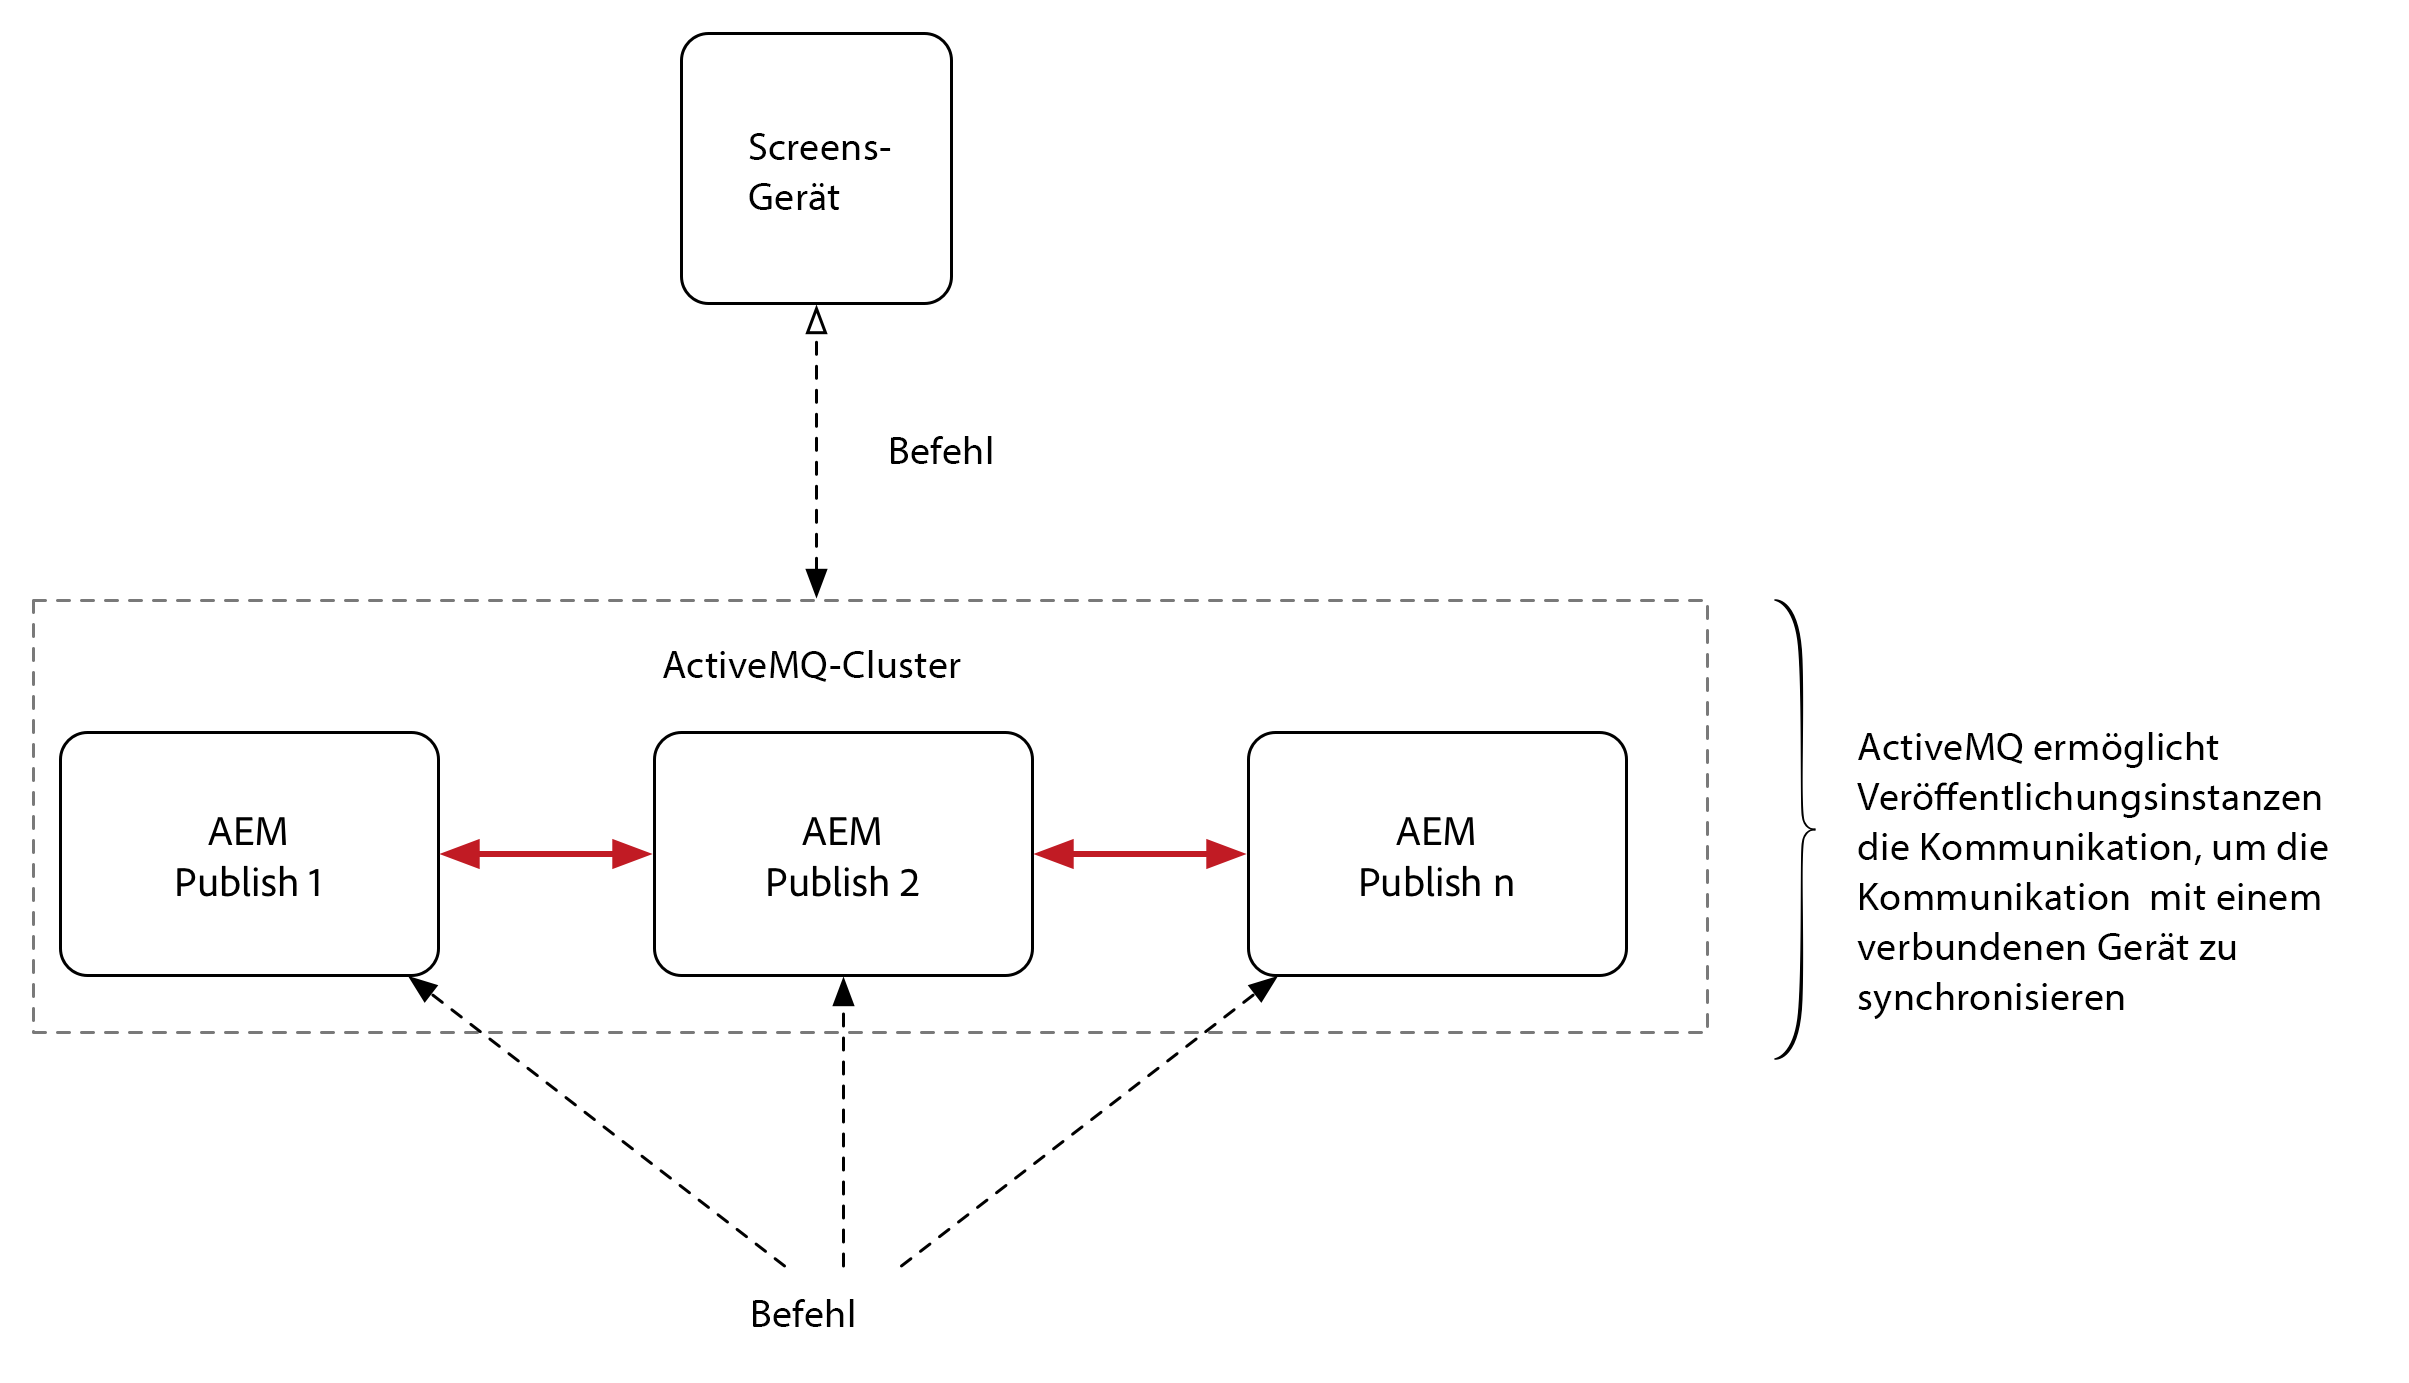 Screens-
Gerät
Befehl
ActiveMQ-Cluster
AEM
Publish 1
AEM
Publish 2
AEM
Publish n
ActiveMQ ermöglicht
Veröffentlichungsinstanzen
die Kommunikation, um die
Kommunikation  mit einem
verbundenen Gerät zu
synchronisieren
Befehl